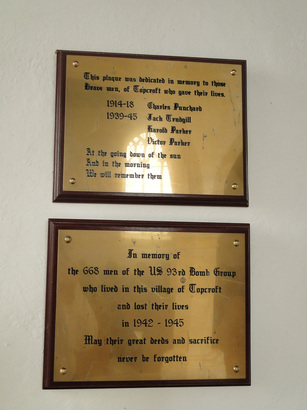 This plaque was dedicated in memory to those
Brave men, of Topcroft who gave their lives.
1914-18 Charles Punchard
1939-45 Jack Trudgill
Harold Parker
Victor Parker
At the going down of the sun
And in the morning
We will remember them
In memory of
the 668 men of the US 93rd Bomb Group
who lived in this village of Topcroft
and lost their lives
in 1942 - 1945
May their great deeds and sacrifice
never be forgotten